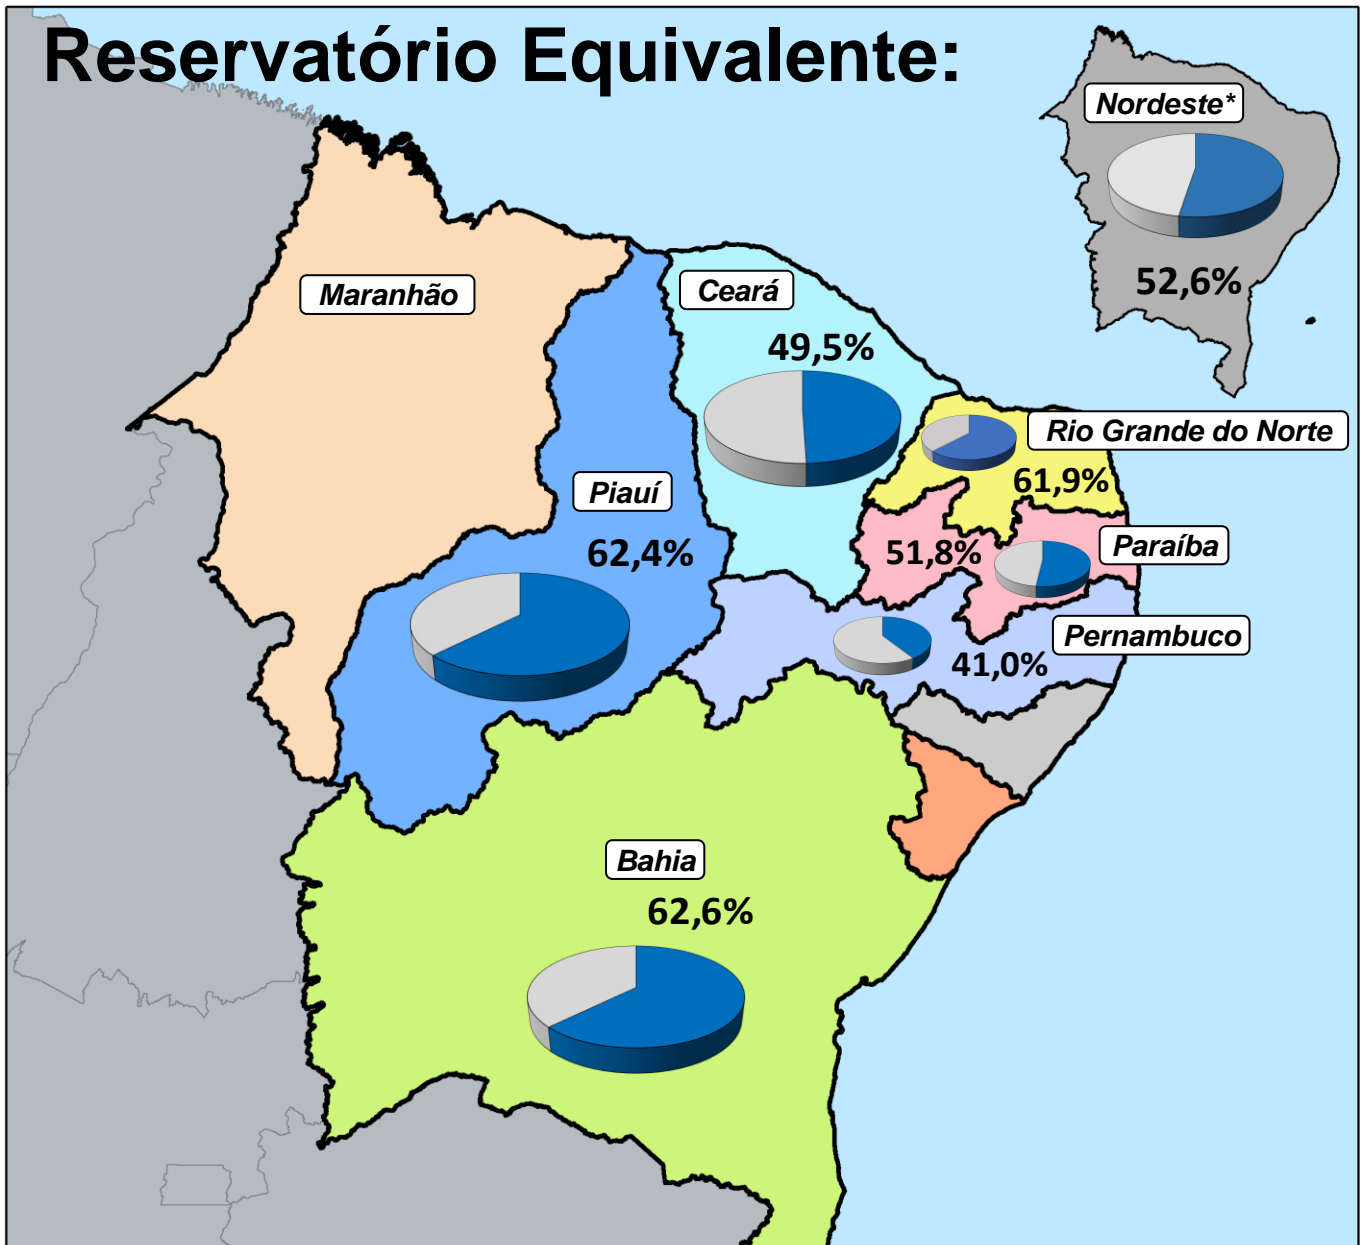 Reservatório Equivalente:
Nordeste*
52,6%
Maranhão
Ceará
49,5%
Rio Grande do Norte
61,9%
Piauí
62,4%
Paraíba
51,8%
Pernambuco
41,0%
Bahia
62,6%